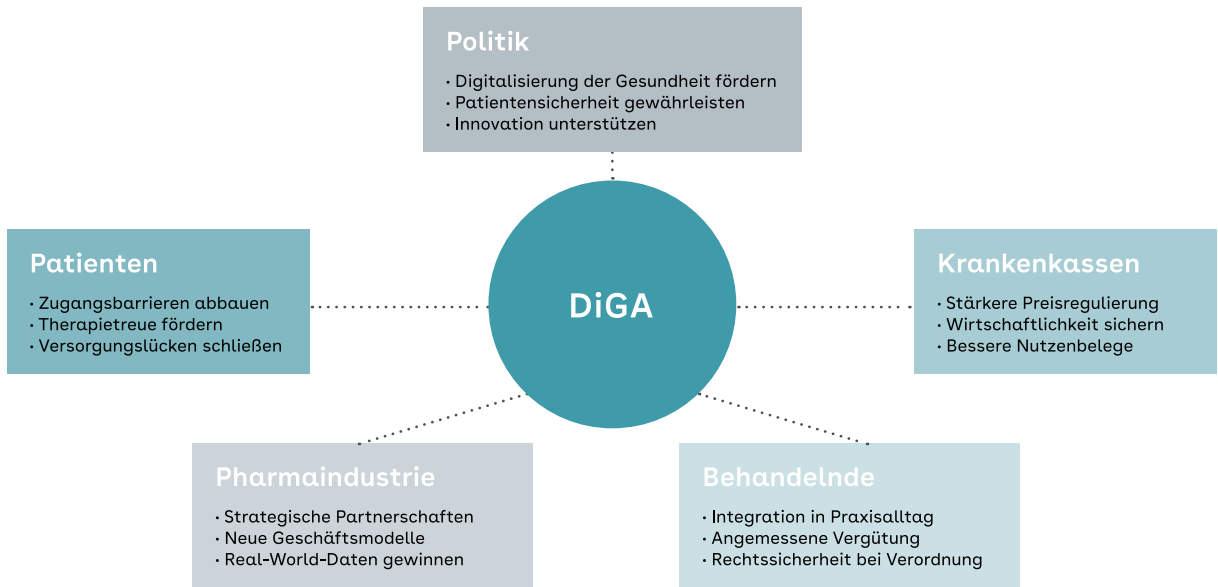 Politik
· Digitalisierung der Gesundheit fördern
· Patientensicherheit gewährleisten
· Innovation unterstützen
Patienten
· Zugangsbarrieren abbauen
· Therapietreue fördern
· Versorgungslücken schließen
DiGA
Krankenkassen
· Stärkere Preisregulierung
· Wirtschaftlichkeit sichern
· Bessere Nutzenbelege
Pharmaindustrie
· Strategische Partnerschaften
· Neue Geschäftsmodelle
· Real-World-Daten gewinnen
Behandelnde
· Integration in Praxisalltag
· Angemessene Vergütung
· Rechtssicherheit bei Verordnung